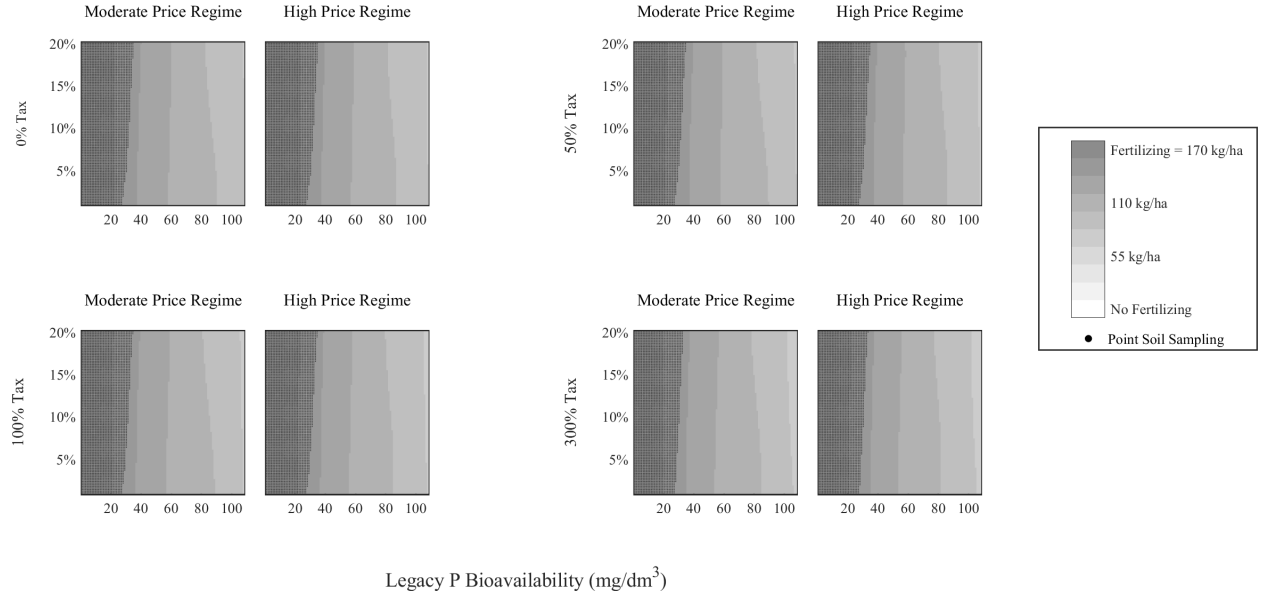 Moderate Price Regime High Price Regime Moderate Price Regime High Price Regime
0% Tax
20%
15%
10%
5%
20 40 60 80 100 20 40 60 80 100
50% Tax
20%
15%
10%
5%
20 40 60 80 100 20 40 60 80 100
Fertilizing = 170 kg/ha
110 kg/ha
55 kg/ha
No Fertilizing
Point Soil Sampling
Moderate Price Regime High Price Regime Moderate Price Regime High Price Regime
100% Tax
20%
15%
10%
5%
20 40 60 80 100 20 40 60 80 100
300% Tax
20%
15%
10%
5%
20 40 60 80 100 20 40 60 80 100
Legacy P Bioavailability (mg/dm³)